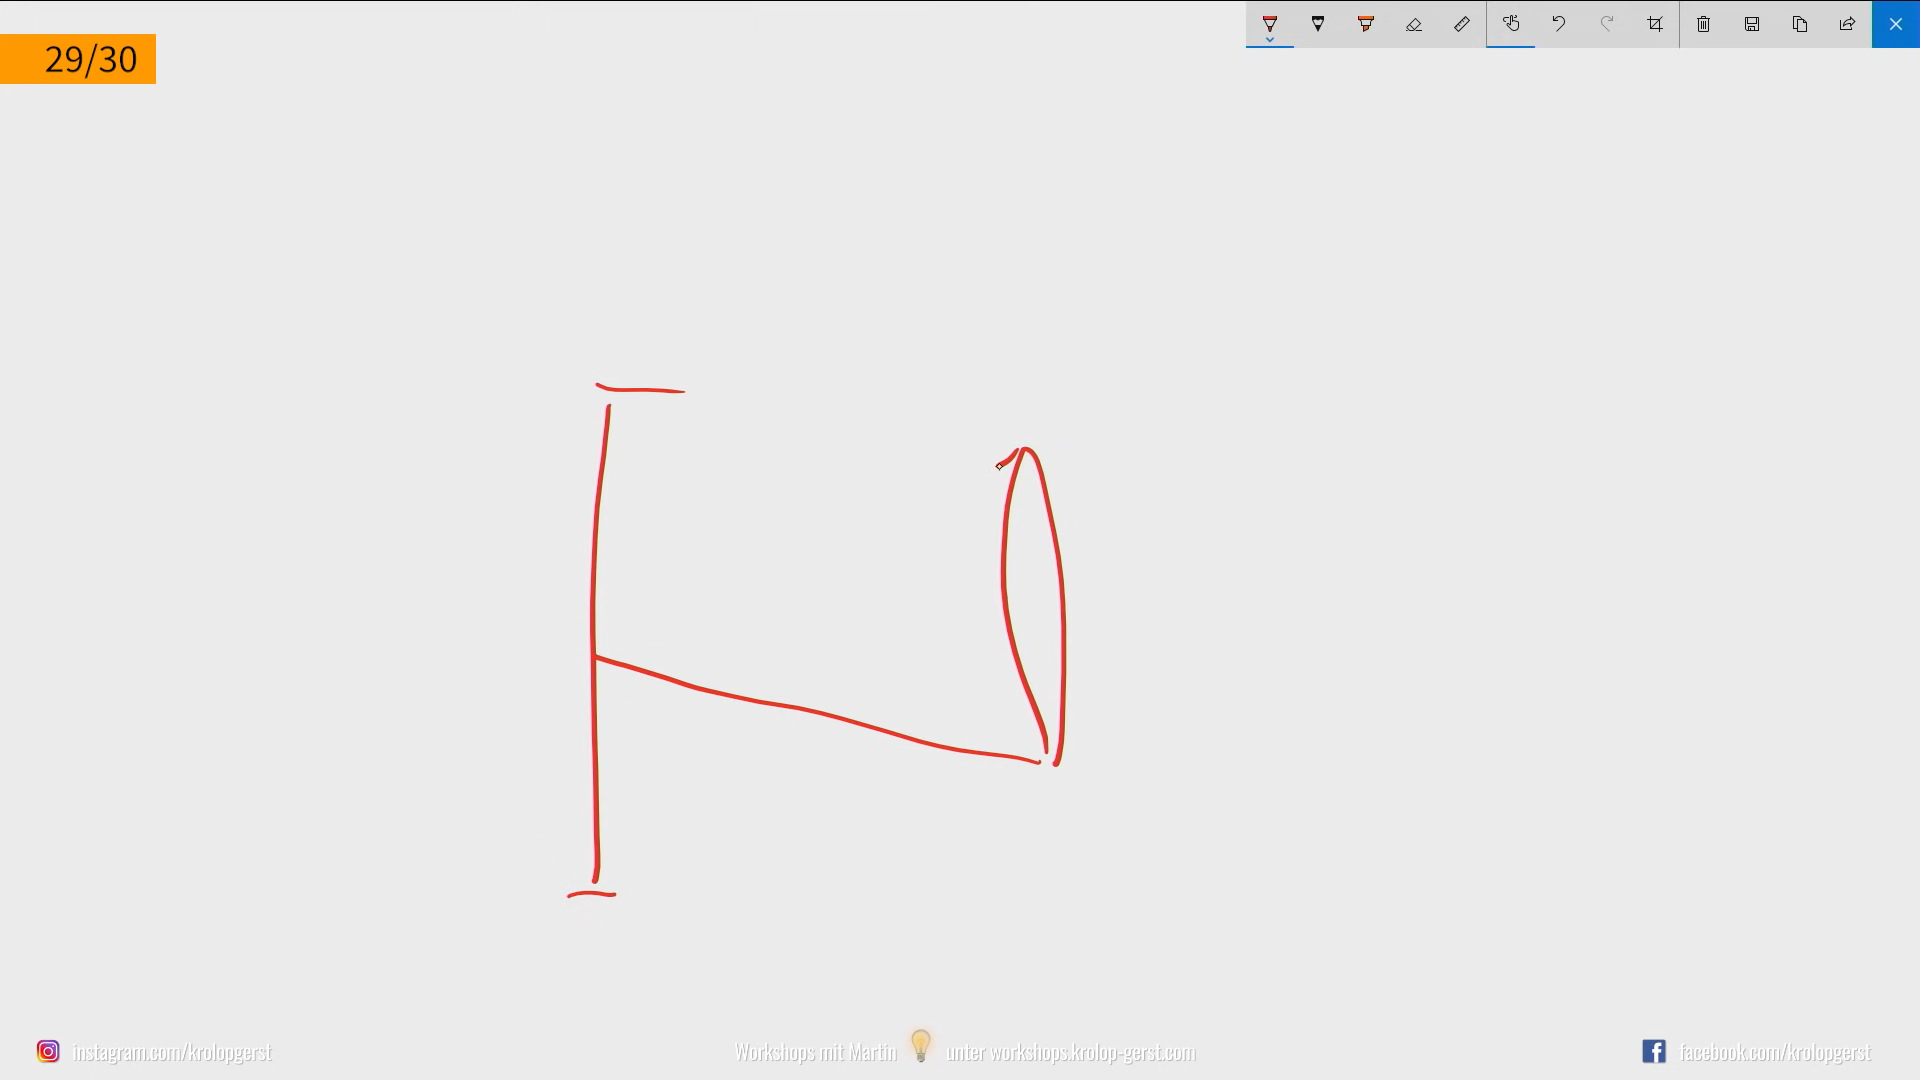 29/30
instagram.com/krolopgerst
Workshops mit Martin unter workshops.krolop-gerst.com
facebook.com/krolopgerst